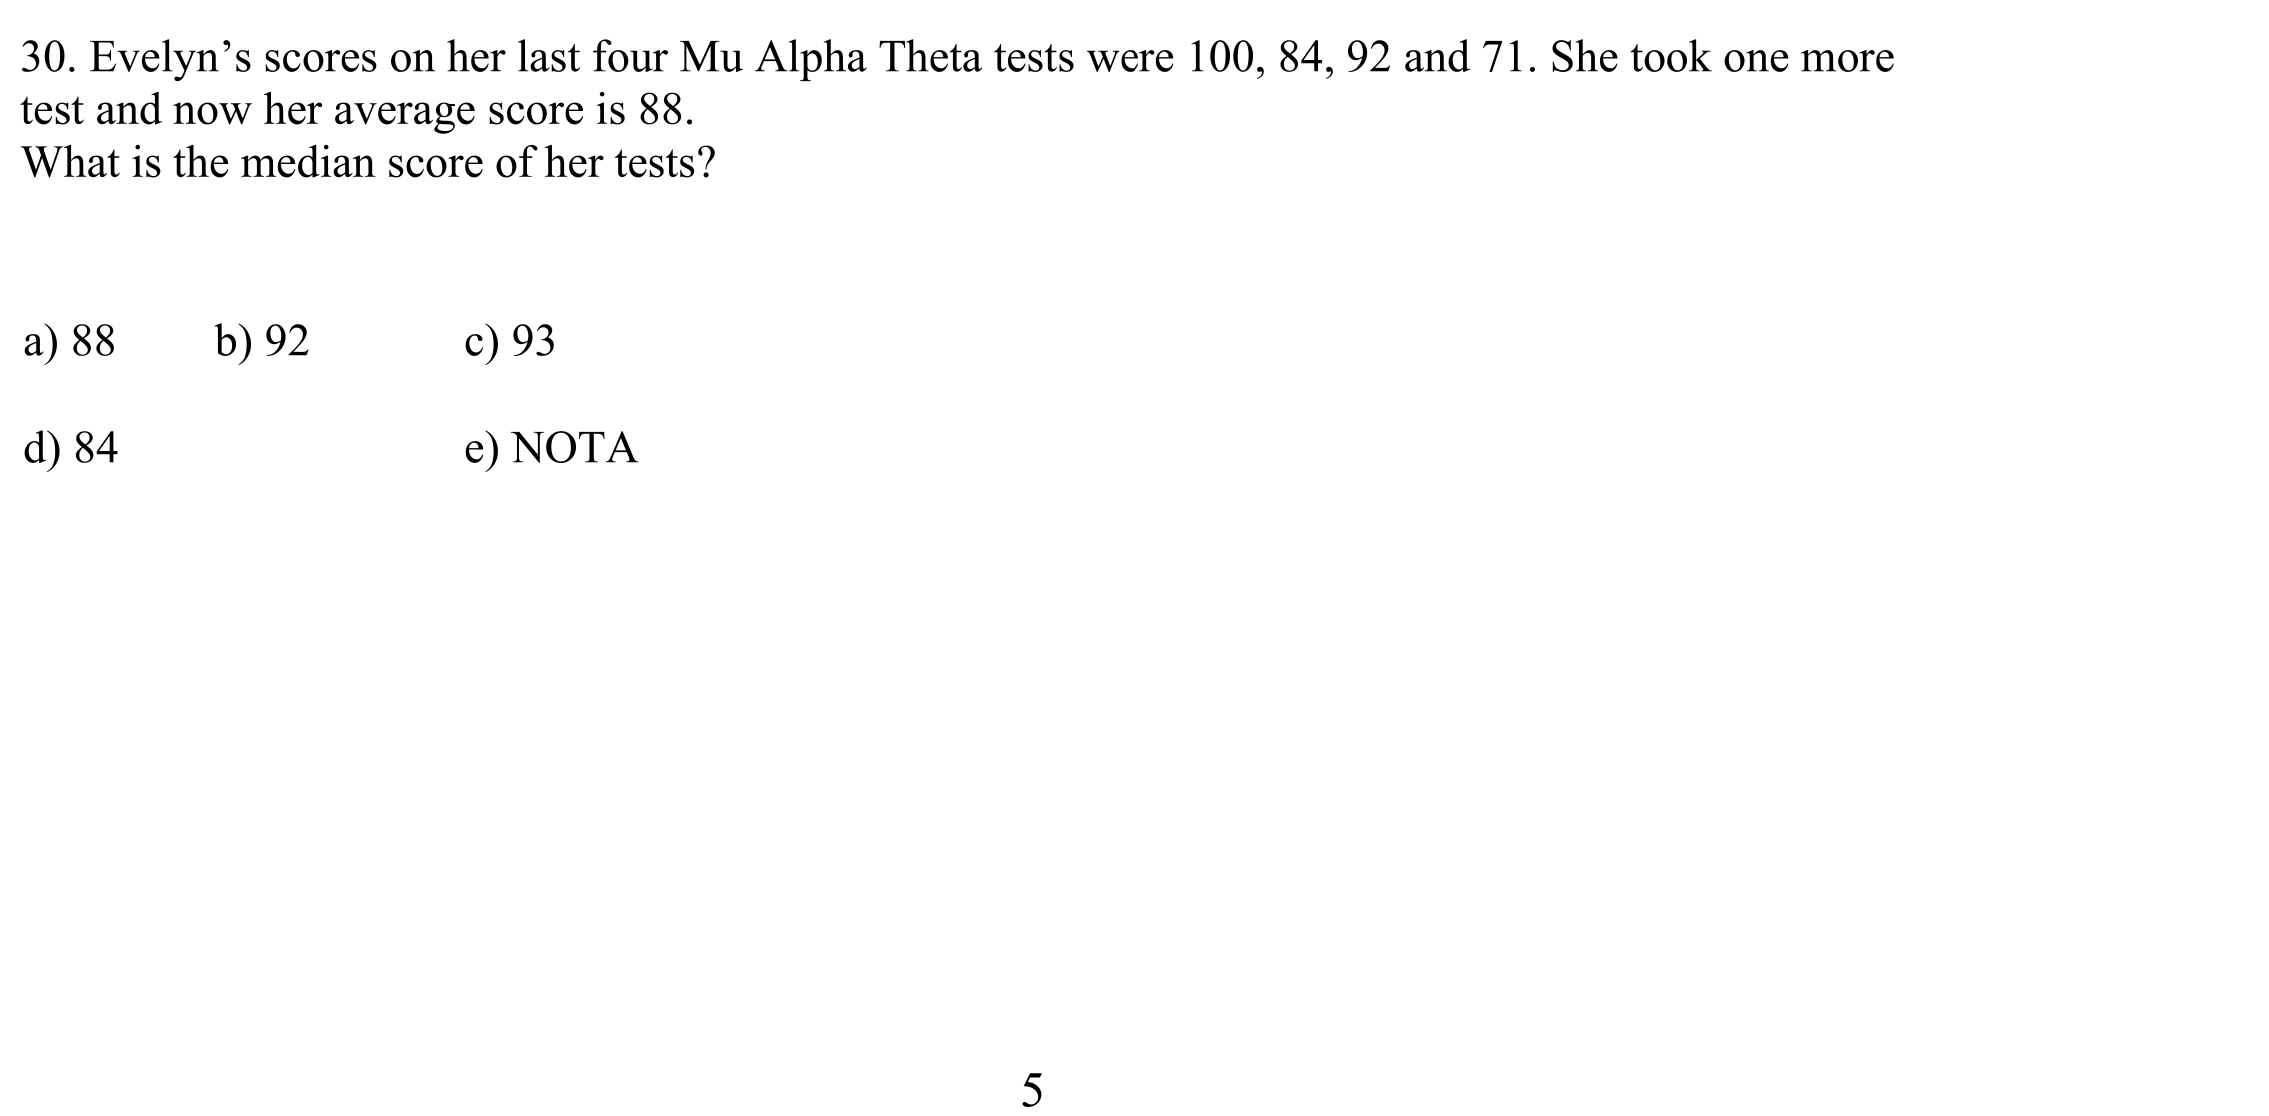 30. Evelyn’s scores on her last four Mu Alpha Theta tests were 100, 84, 92 and 71. She took one more
test and now her average score is 88.
What is the median score of her tests?
a) 88 b) 92 c) 93
d) 84 e) NOTA
5